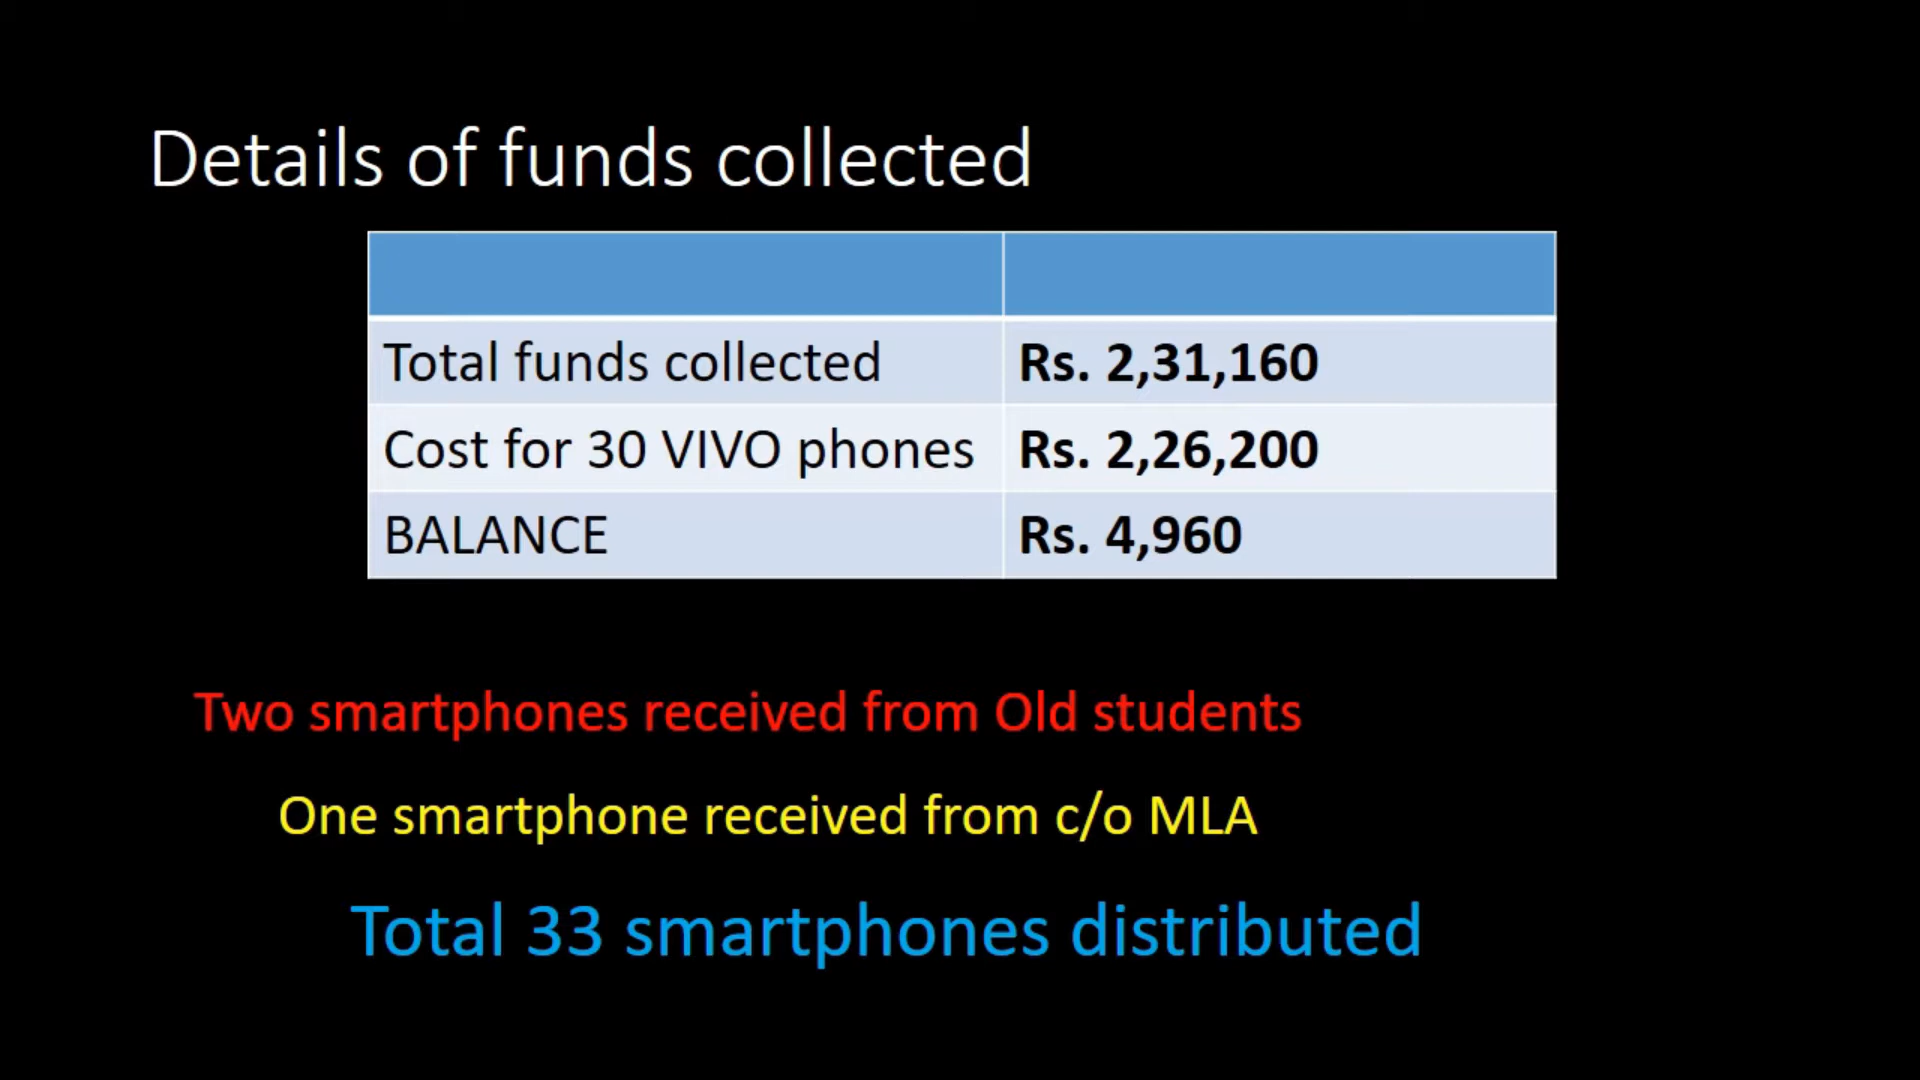 Details of funds collected
Total funds collected Rs. 2,31,160
Cost for 30 VIVO phones Rs. 2,26,200
BALANCE Rs. 4,960
Two smartphones received from Old students
One smartphone received from c/o MLA
Total 33 smartphones distributed